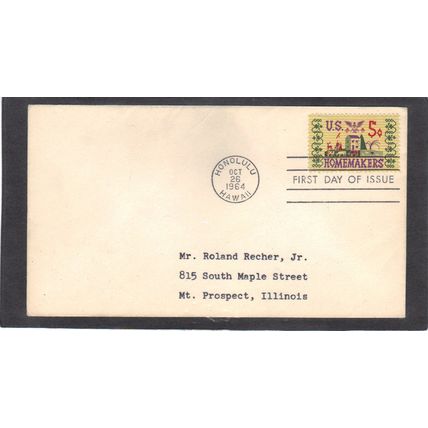 U.S. 5¢
HOMEMAKERS
HONOLULU
OCT
26
1964
HAWAII
FIRST DAY OF ISSUE
Mr. Roland Recher, Jr.
815 South Maple Street
Mt. Prospect, Illinois